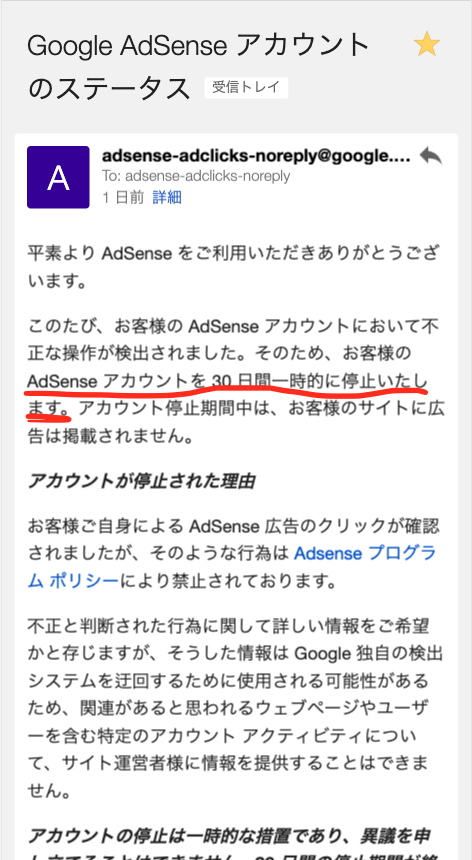 Google AdSense アカウント
のステータス 受信トレイ
A
adsense-adclicks-noreply@google....
To: adsense-adclicks-noreply
1 日前 詳細
平素より AdSense をご利用いただきありがとうござ
います。
このたび、お客様の AdSense アカウントにおいて不
正な操作が検出されました。そのため、お客様の
AdSense アカウントを 30 日間一時的に停止いたし
ます。アカウント停止期間中は、お客様のサイトに広
告は掲載されません。
アカウントが停止された理由
お客様ご自身による AdSense 広告のクリックが確認
されましたが、そのような行為は Adsense プログラ
ム ポリシーにより禁止されております。
不正と判断された行為に関して詳しい情報をご希望
かと存じますが、そうした情報は Google 独自の検出
システムを迂回するために使用される可能性がある
ため、関連があると思われるウェブページやユーザ
ーを含む特定のアカウント アクティビティについ
て、サイト運営者様に情報を提供することはできま
せん。
アカウントの停止は一時的な措置であり、異議を申